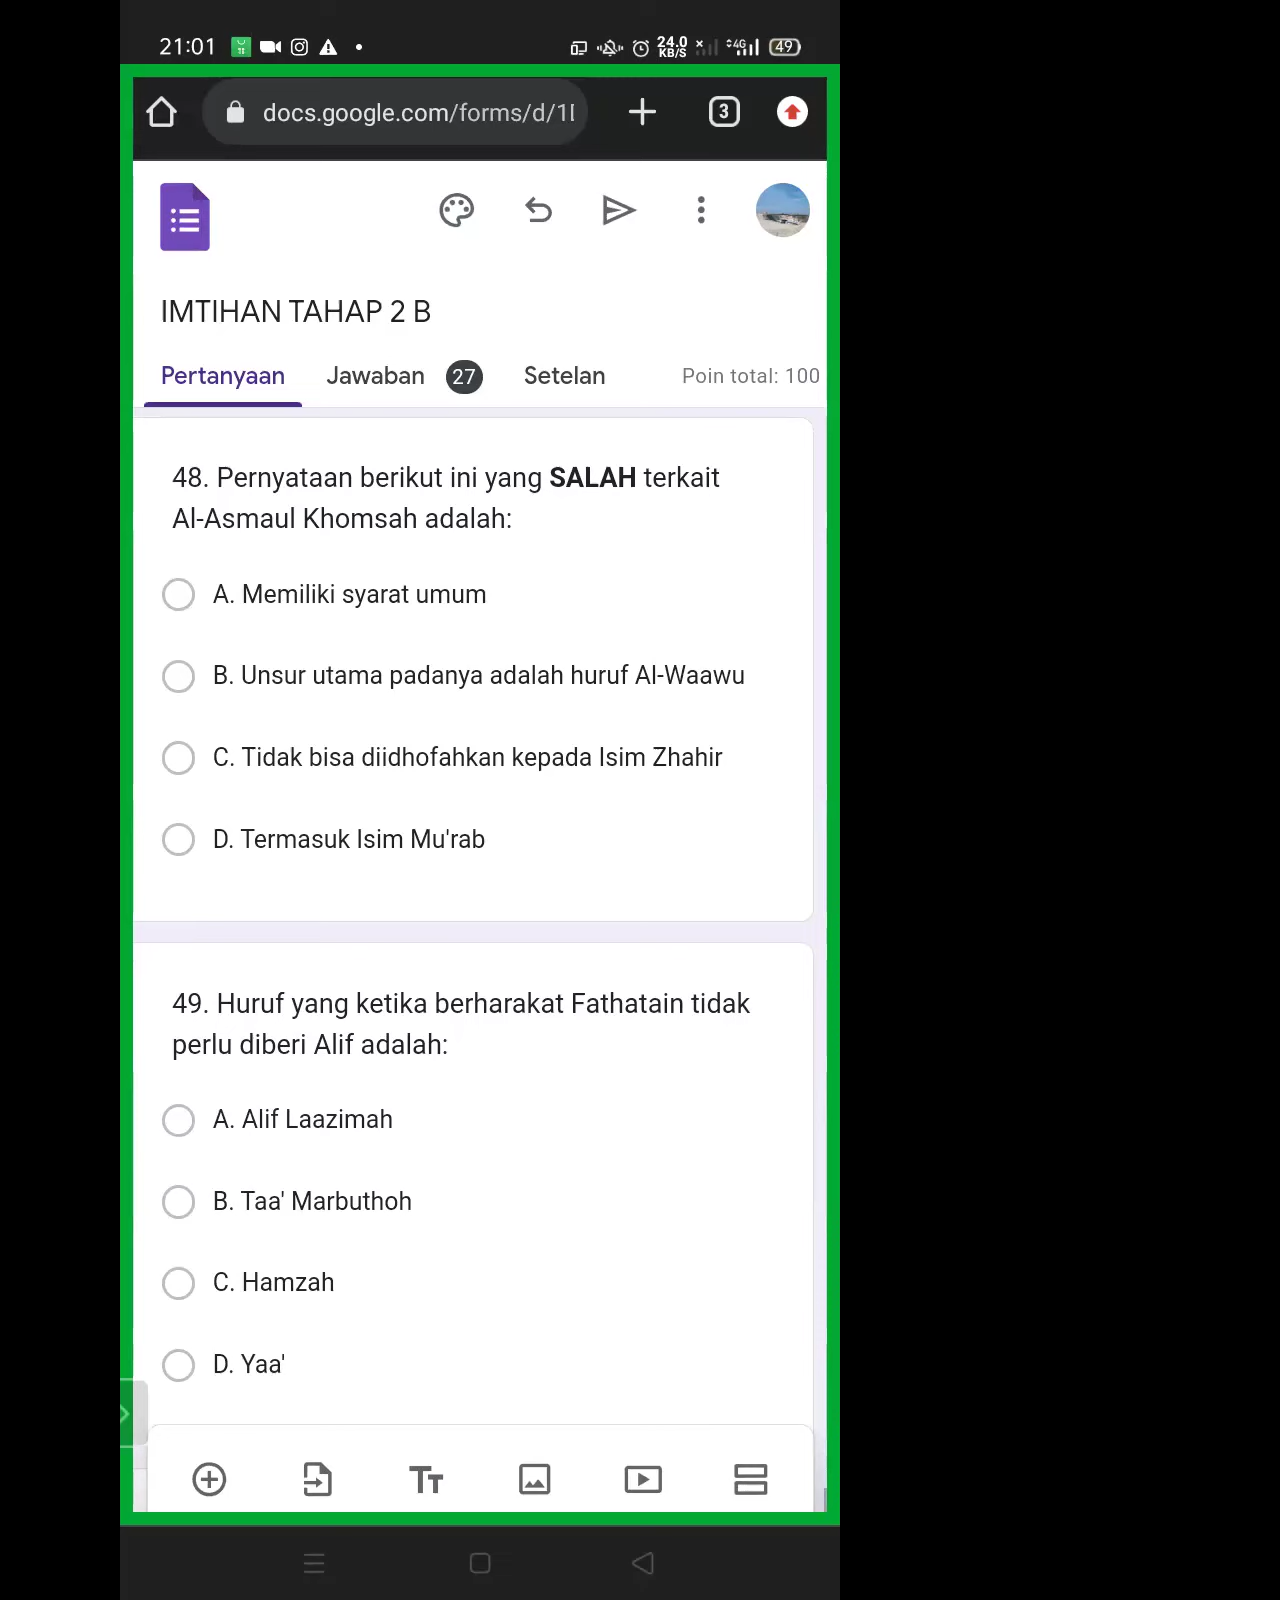 21:01
24.0
KB/S
4G
49
docs.google.com/forms/d/1
3
IMTIHAN TAHAP 2 B
Pertanyaan
Jawaban
27
Setelan
Poin total: 100
48. Pernyataan berikut ini yang SALAH terkait
Al-Asmaul Khomsah adalah:
A. Memiliki syarat umum
B. Unsur utama padanya adalah huruf Al-Waawu
C. Tidak bisa diidhofahkan kepada Isim Zhahir
D. Termasuk Isim Mu'rab
49. Huruf yang ketika berharakat Fathatain tidak
perlu diberi Alif adalah:
A. Alif Laazimah
B. Taa' Marbuthoh
C. Hamzah
D. Yaa'
Tт